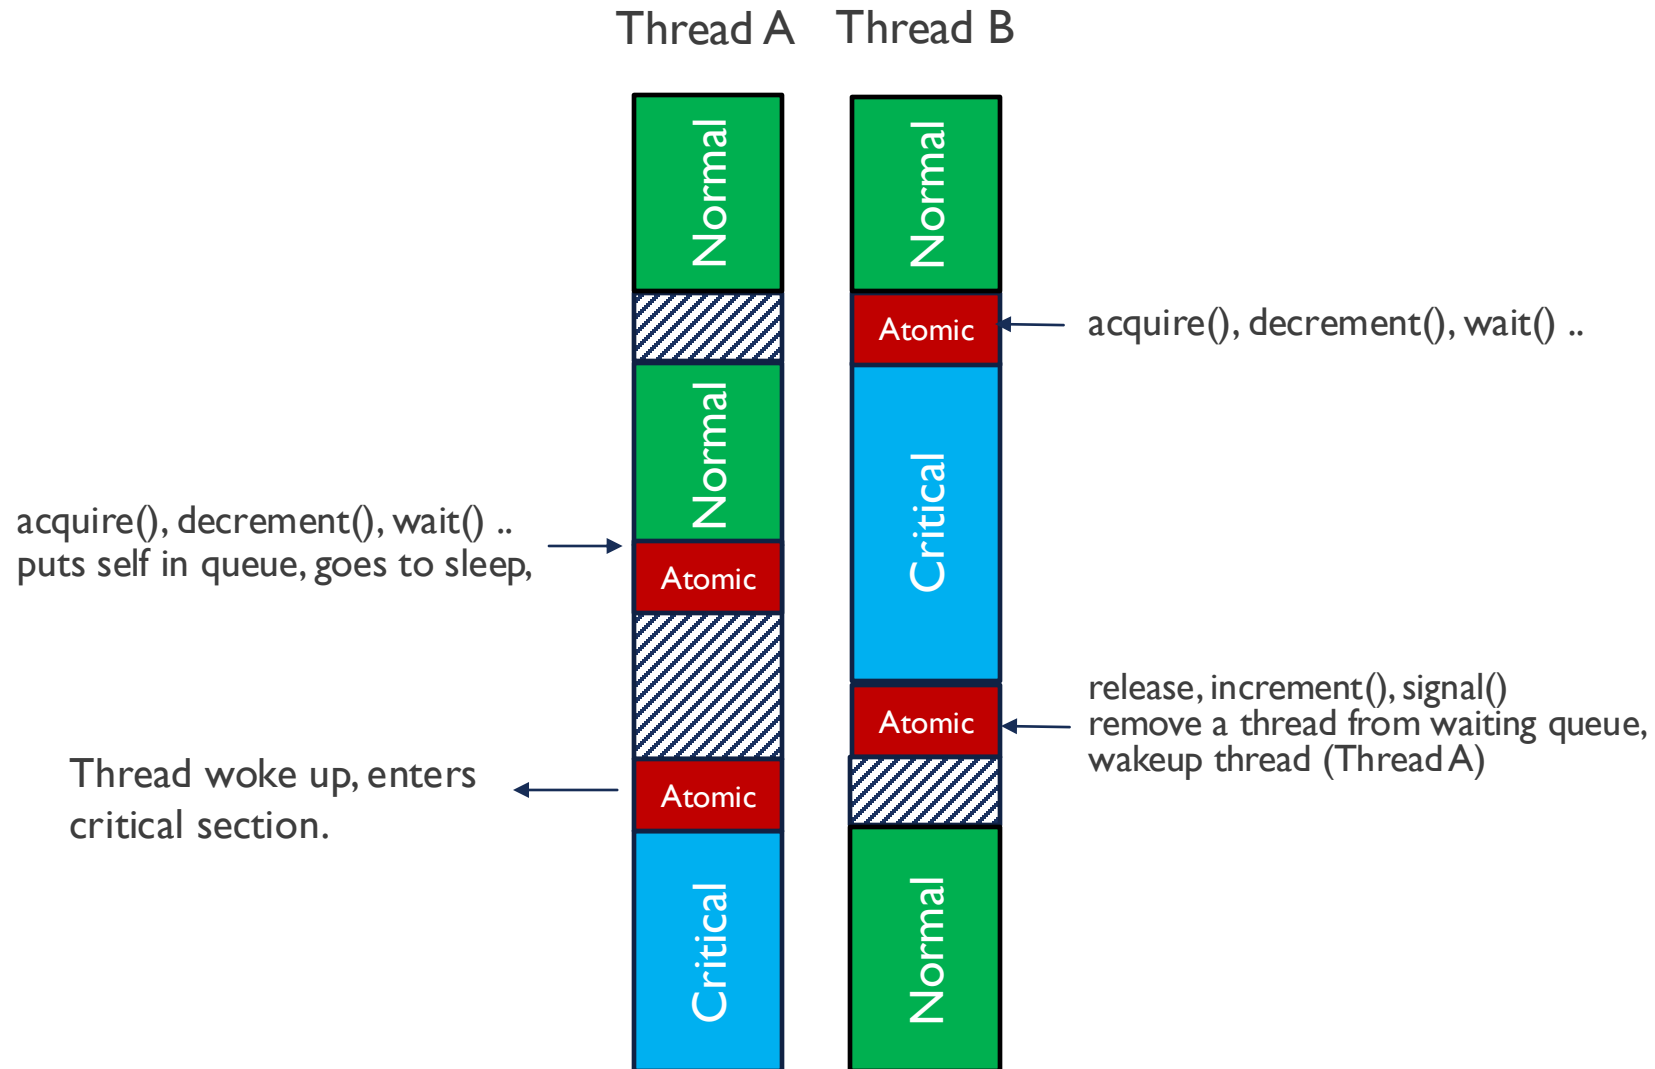 Thread A
Thread B
Normal
Normal
Atomic
acquire(), decrement(), wait() ..
Normal
Critical
acquire(), decrement(), wait() ..
puts self in queue, goes to sleep,
Atomic
release, increment(), signal()
remove a thread from waiting queue,
wakeup thread (Thread A)
Atomic
Thread woke up, enters
critical section.
Atomic
Critical
Normal